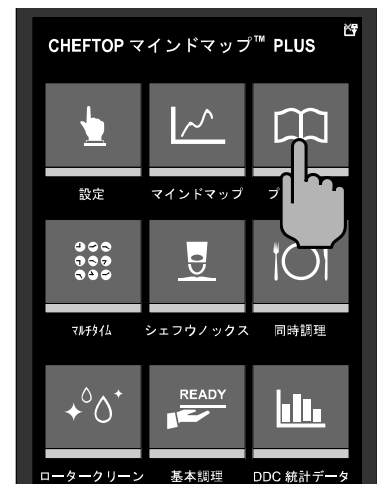 CHEFTOP マインドマップ™ PLUS
設定 マインドマップ プ
マルチタイム シェフウノックス 同時調理
READY
ロータークリーン 基本調理 DDC 統計データ